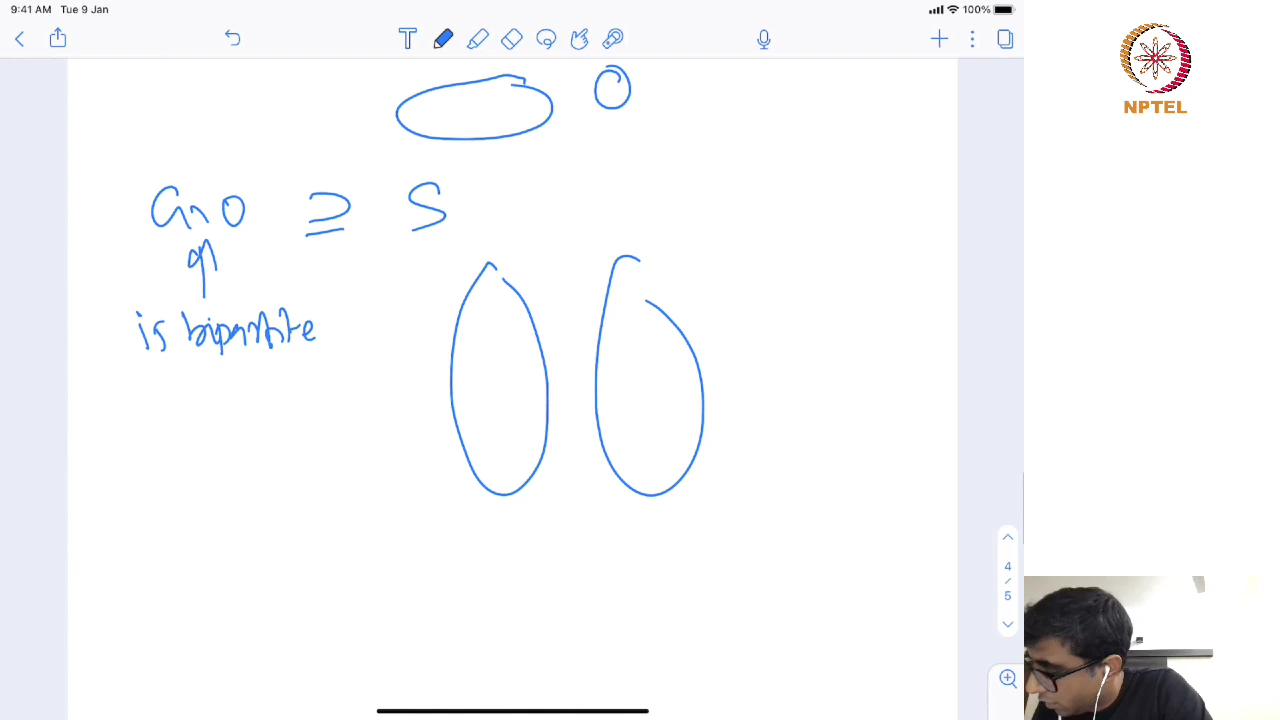 9:41 AM Tue 9 Jan 100%
T
NPTEL
G\O ⊇ S
is bipartite
4
/
5